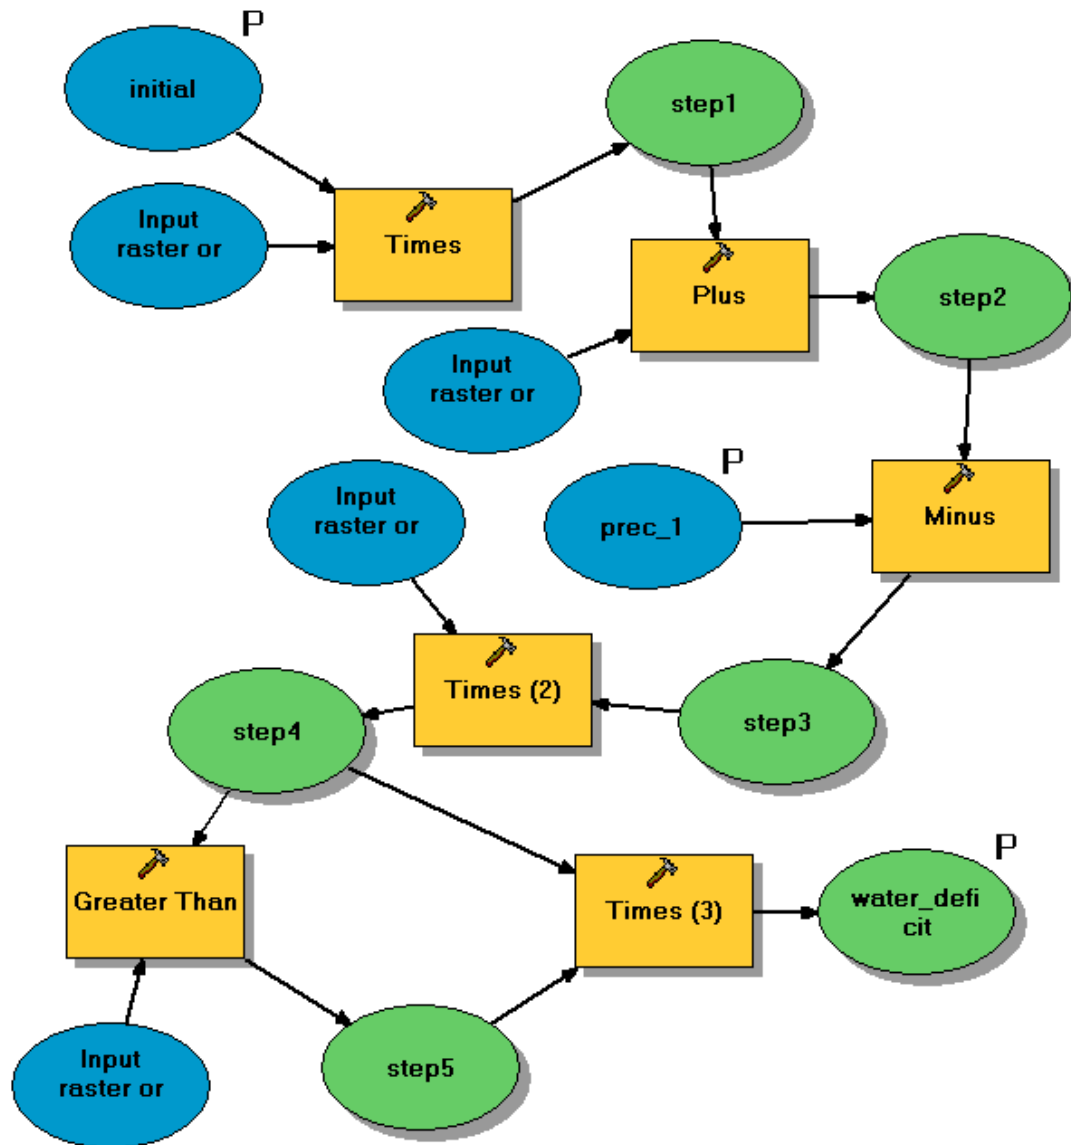 P
initial
step1
Input
raster or
Times
Plus
step2
Input
raster or
Input
raster or
P
prec_1
Minus
Times (2)
step4
step3
Greater Than
Times (3)
P
water_defi
cit
step5
Input
raster or